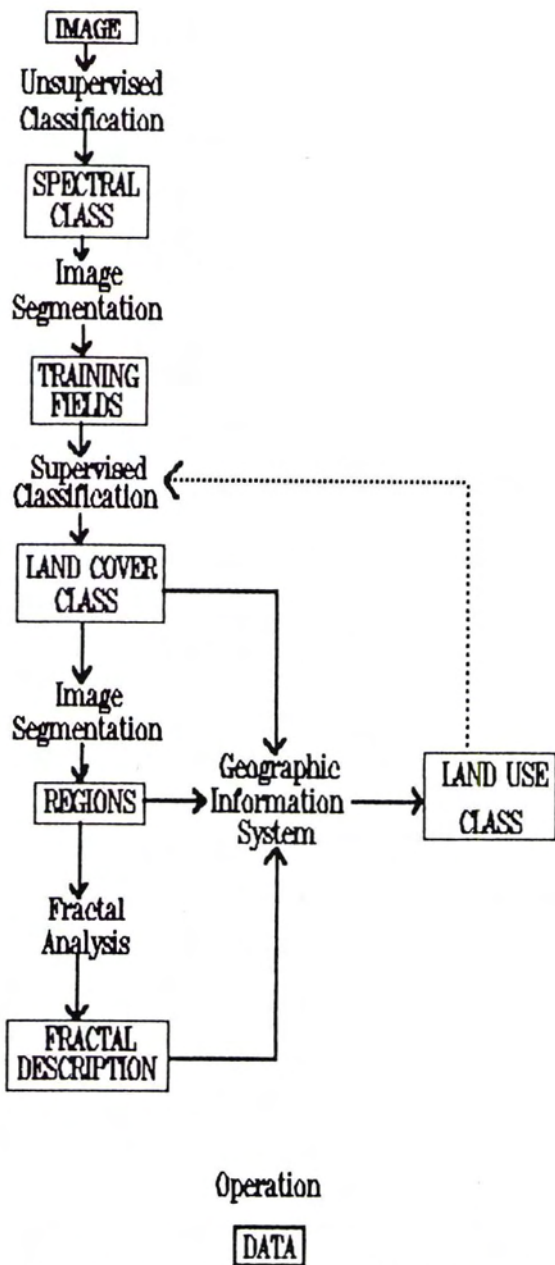 IMAGE
Unsupervised
Classification
SPECTRAL
CLASS
Image
Segmentation
TRAINING
FIELDS
Supervised
Classification
LAND COVER
CLASS
Image
Segmentation
REGIONS
Geographic
Information
System
LAND USE
CLASS
Fractal
Analysis
FRACTAL
DESCRIPTION
Operation
DATA